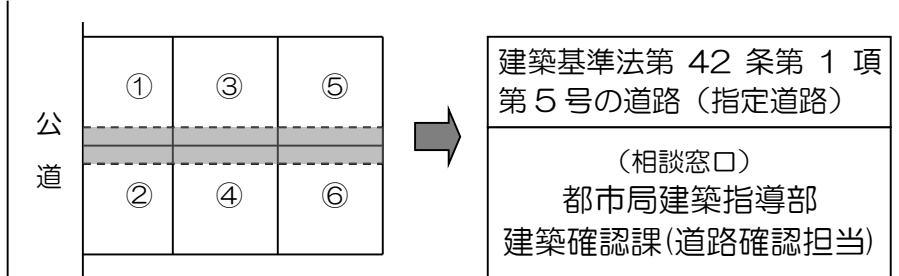 公
道
① ③ ⑤
② ④ ⑥
建築基準法第 42 条第 1 項
第5号の道路（指定道路）
（相談窓口）
都市局建築指導部
建築確認課(道路確認担当)